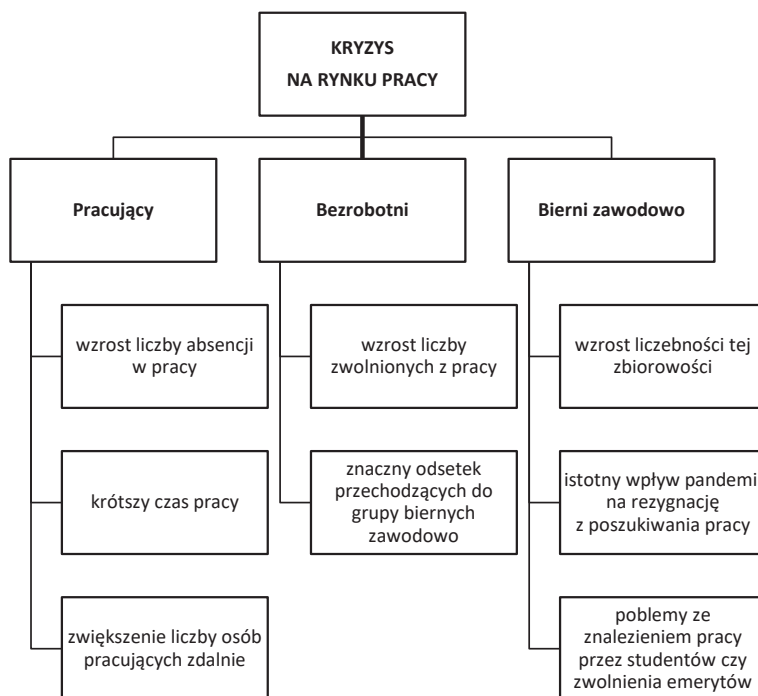 KRYZYS
NA RYNKU PRACY
Pracujący
Bezrobotni
Bierni zawodowo
wzrost liczby absencji
w pracy
krótszy czas pracy
zwiększenie liczby osób
pracujących zdalnie
wzrost liczby
zwolnionych z pracy
znaczny odsetek
przechodzących do
grupy biernych
zawodowo
wzrost liczebności tej
zbiorowości
istotny wpływ pandemi
na rezygnację
z poszukiwania pracy
poblemy ze
znalezieniem pracy
przez studentów czy
zwolnienia emerytów